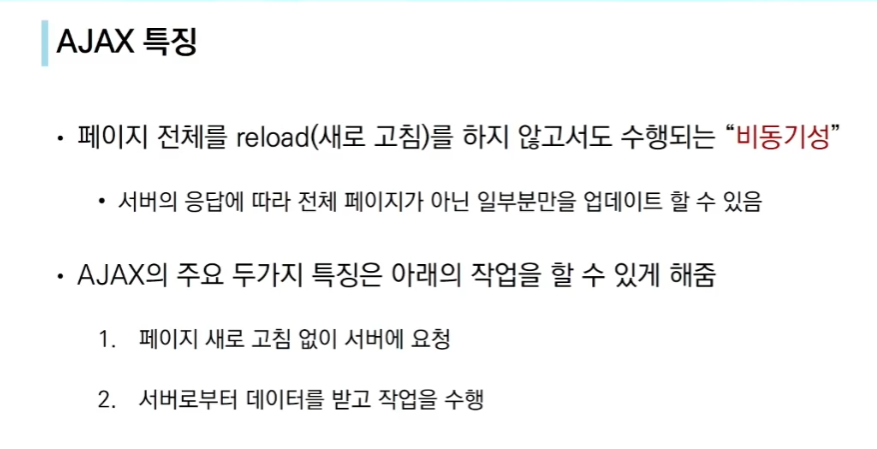 AJAX 특징
• 페이지 전체를 reload(새로 고침)를 하지 않고서도 수행되는 “비동기성”
• 서버의 응답에 따라 전체 페이지가 아닌 일부분만을 업데이트 할 수 있음
• AJAX의 주요 두가지 특징은 아래의 작업을 할 수 있게 해줌
1. 페이지 새로 고침 없이 서버에 요청
2. 서버로부터 데이터를 받고 작업을 수행